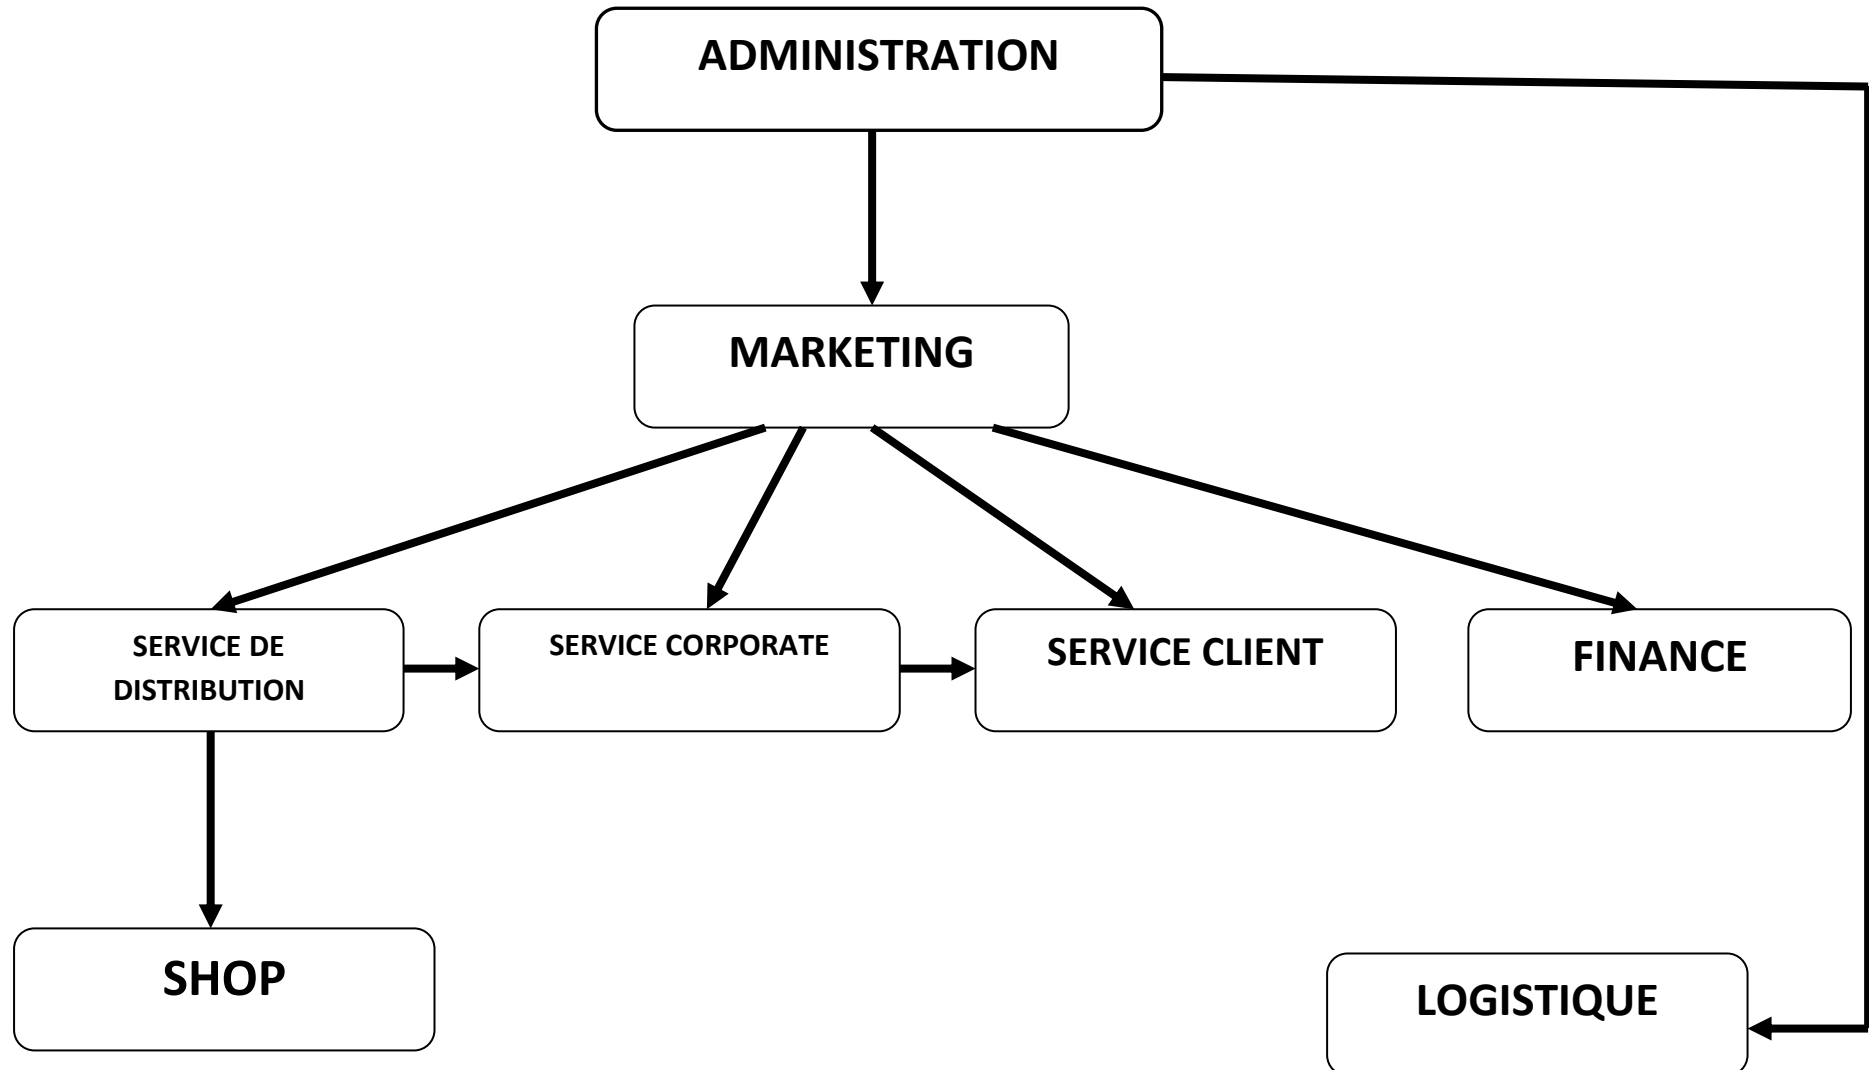 ADMINISTRATION
MARKETING
SERVICE DE
DISTRIBUTION
SERVICE CORPORATE
SERVICE CLIENT
FINANCE
SHOP
LOGISTIQUE